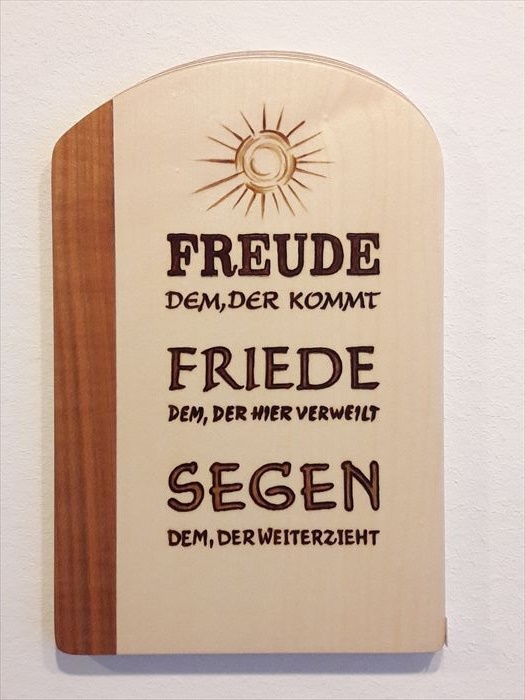 FREUDE
DEM, DER KOMMT
FRIEDE
DEM, DER HIER VERWEILT
SEGEN
DEM, DER WEITERZIEHT